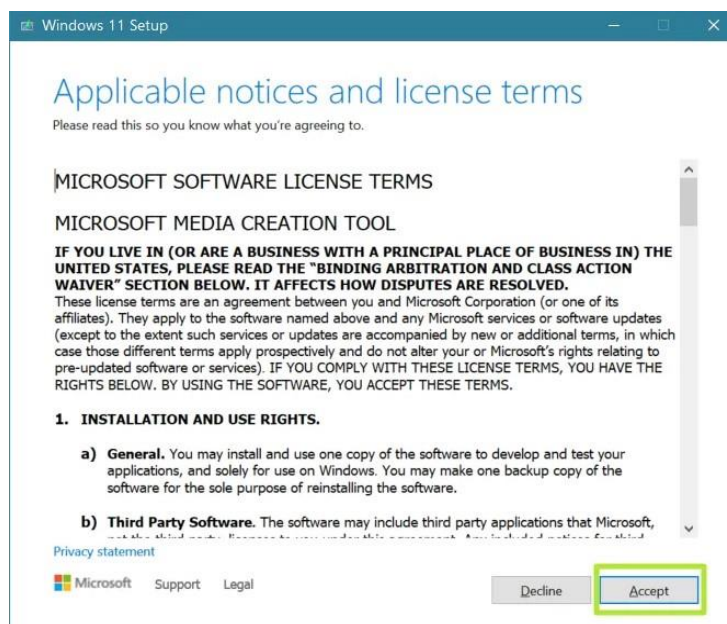 Windows 11 Setup
Applicable notices and license terms
Please read this so you know what you're agreeing to.
MICROSOFT SOFTWARE LICENSE TERMS
MICROSOFT MEDIA CREATION TOOL
IF YOU LIVE IN (OR ARE A BUSINESS WITH A PRINCIPAL PLACE OF BUSINESS IN) THE
UNITED STATES, PLEASE READ THE “BINDING ARBITRATION AND CLASS ACTION
WAIVER” SECTION BELOW. IT AFFECTS HOW DISPUTES ARE RESOLVED.
These license terms are an agreement between you and Microsoft Corporation (or one of its
affiliates). They apply to the software named above and any Microsoft services or software updates
(except to the extent such services or updates are accompanied by new or additional terms, in which
case those different terms apply prospectively and do not alter your or Microsoft’s rights relating to
pre-updated software or services). IF YOU COMPLY WITH THESE LICENSE TERMS, YOU HAVE THE
RIGHTS BELOW. BY USING THE SOFTWARE, YOU ACCEPT THESE TERMS.
1. INSTALLATION AND USE RIGHTS.
a) General. You may install and use one copy of the software to develop and test your
applications, and solely for use on Windows. You may make one backup copy of the
software for the sole purpose of reinstalling the software.
b) Third Party Software. The software may include third party applications that Microsoft,
Privacy statement
Microsoft Support Legal
Decline Accept